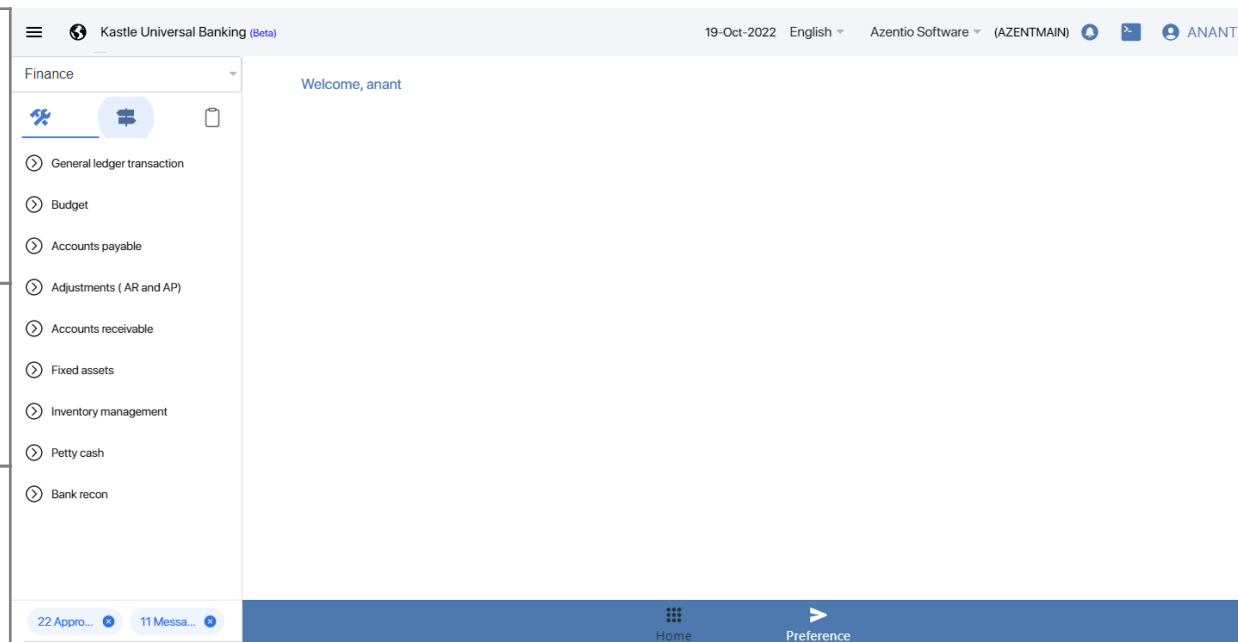 Kastle Universal Banking (Beta)
19-Oct-2022 English Azentio Software (AZENTMAIN) ANANT
Finance
Welcome, anant
General ledger transaction
Budget
Accounts payable
Adjustments ( AR and AP)
Accounts receivable
Fixed assets
Inventory management
Petty cash
Bank recon
22 Appro... 11 Messa...
Home Preference